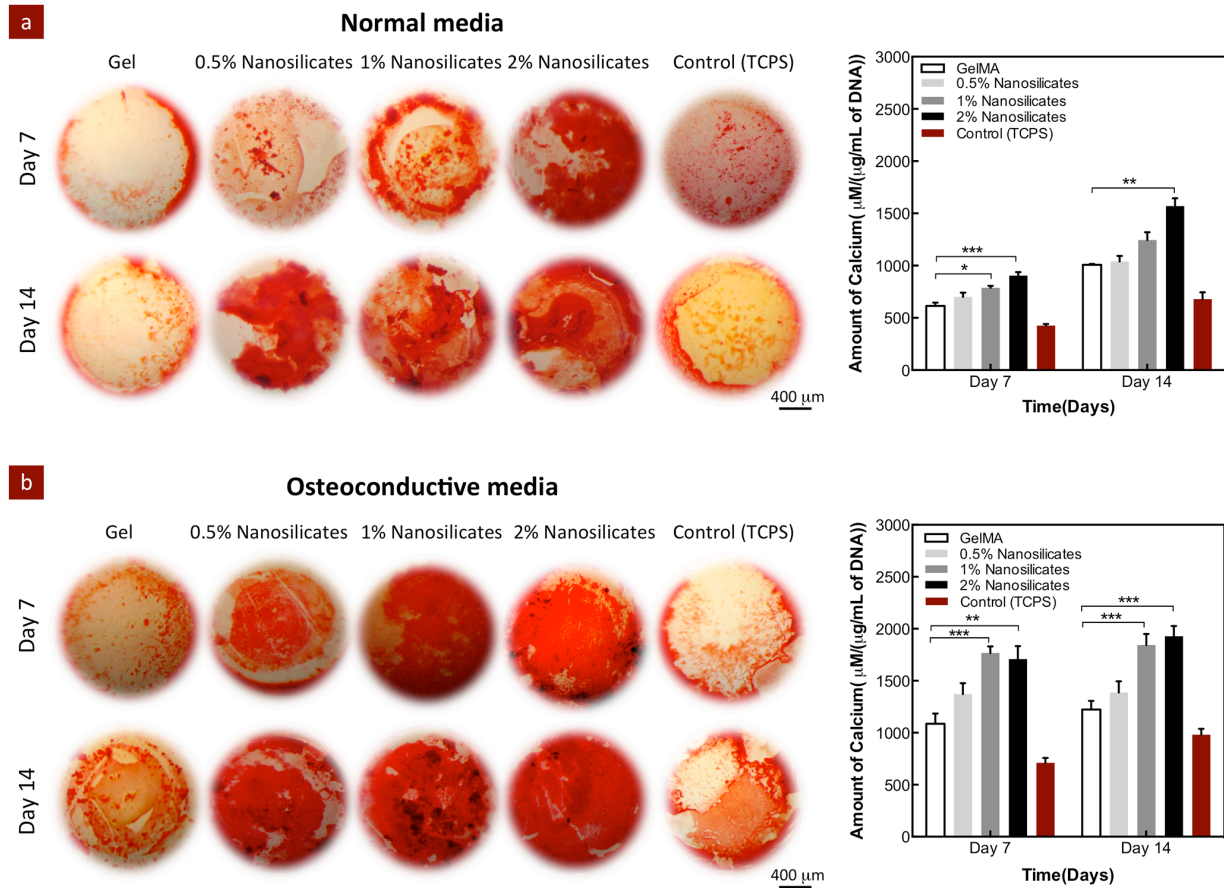 a
Normal media
Gel
0.5% Nanosilicates
1% Nanosilicates
2% Nanosilicates
Control (TCPS)
Day 7
Day 14
400 μm
Amount of Calcium( μM/(μg/mL of DNA))
3000
2500
2000
1500
1000
500
0
GelMA
0.5% Nanosilicates
1% Nanosilicates
2% Nanosilicates
Control (TCPS)
***
*
**
Day 7
Day 14
Time(Days)
b
Osteoconductive media
Gel
0.5% Nanosilicates
1% Nanosilicates
2% Nanosilicates
Control (TCPS)
Day 7
Day 14
400 μm
Amount of Calcium( μM/(μg/mL of DNA))
3000
2500
2000
1500
1000
500
0
GelMA
0.5% Nanosilicates
1% Nanosilicates
2% Nanosilicates
Control (TCPS)
**
***
***
***
Day 7
Day 14
Time(Days)